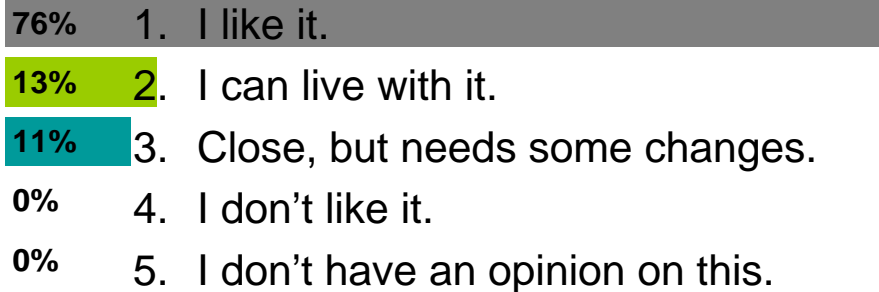 76% 1. I like it.
13% 2. I can live with it.
11% 3. Close, but needs some changes.
0% 4. I don’t like it.
0% 5. I don’t have an opinion on this.